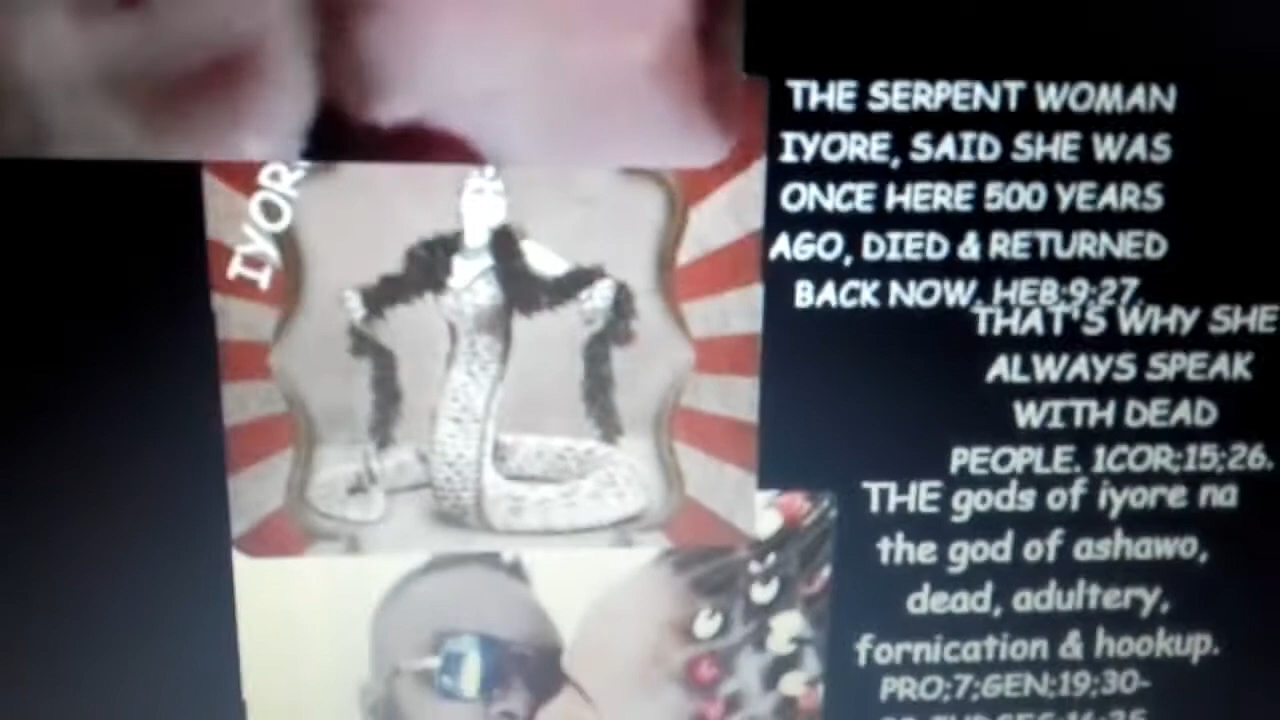 THE SERPENT WOMAN
IYORE, SAID SHE WAS
ONCE HERE 500 YEARS
AGO, DIED & RETURNED
BACK NOW. HEB;9;27.
THAT'S WHY SHE
ALWAYS SPEAK
WITH DEAD
PEOPLE. 1COR;15;26.
THE gods of iyore na
the god of ashawo,
dead, adultery,
fornication & hookup.
PRO;7;GEN;19;30-
IYOR